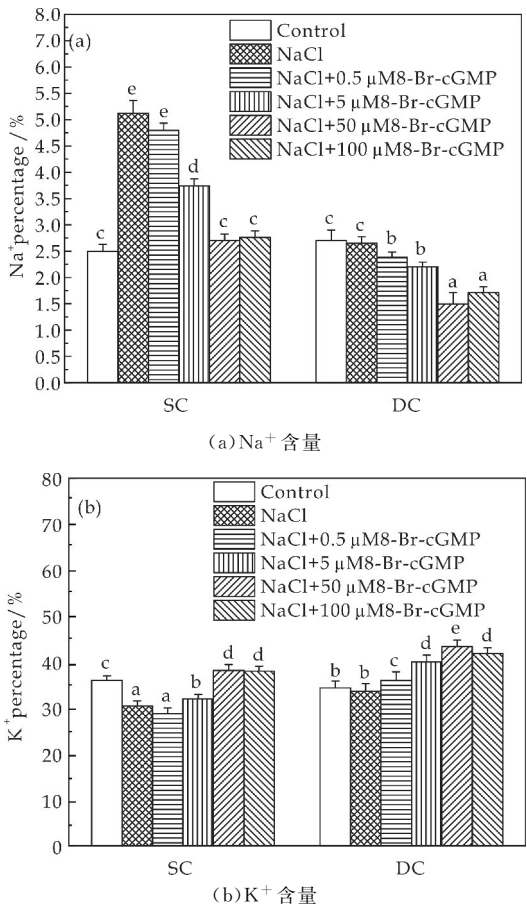 8.0
7.5
7.0
6.5
6.0
5.5
5.0
4.5
4.0
3.5
3.0
2.5
2.0
1.5
1.0
0.5
0.0
Na+percentage/%
(a)
Control
NaCl
NaCl+0.5 μM8-Br-cGMP
NaCl+5 μM8-Br-cGMP
NaCl+50 μM8-Br-cGMP
NaCl+100 μM8-Br-cGMP
c e e d c c
c c b b a a
SC DC
(a)Na+含量
80
70
60
50
40
30
20
10
0
K+percentage/%
(b)
Control
NaCl
NaCl+0.5 μM8-Br-cGMP
NaCl+5 μM8-Br-cGMP
NaCl+50 μM8-Br-cGMP
NaCl+100 μM8-Br-cGMP
c a a b d d
b b c d e d
SC DC
(b)K+含量